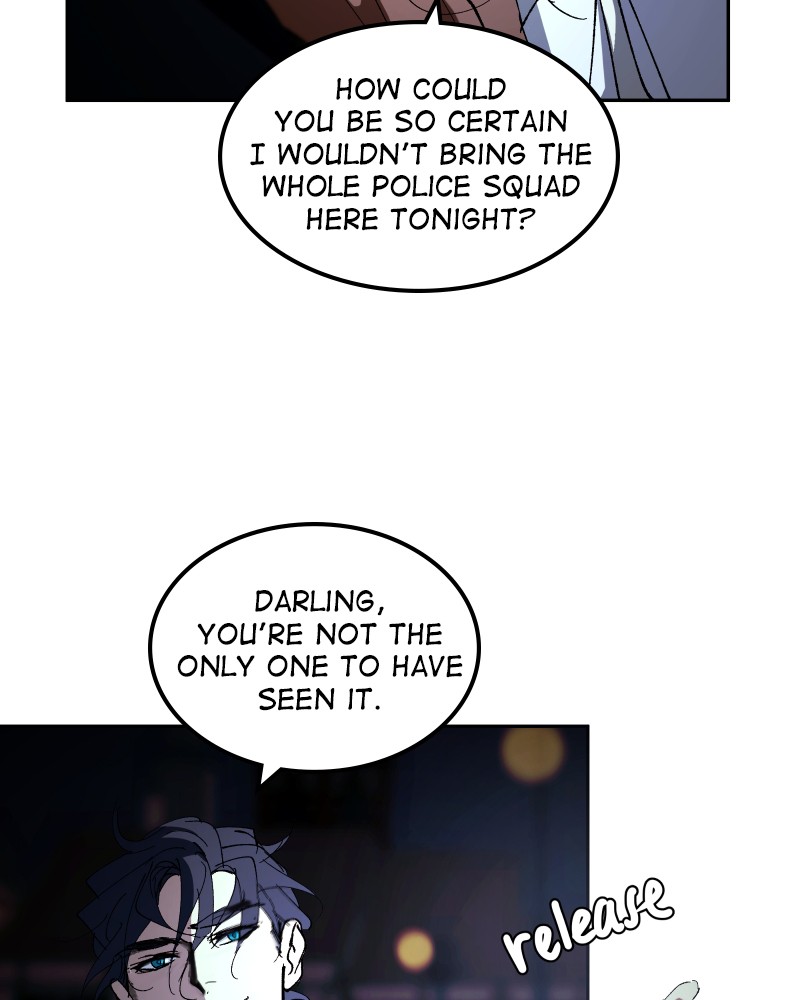 HOW COULD
YOU BE SO CERTAIN
I WOULDN'T BRING THE
WHOLE POLICE SQUAD
HERE TONIGHT?
DARLING,
YOU'RE NOT THE
ONLY ONE TO HAVE
SEEN IT.
release